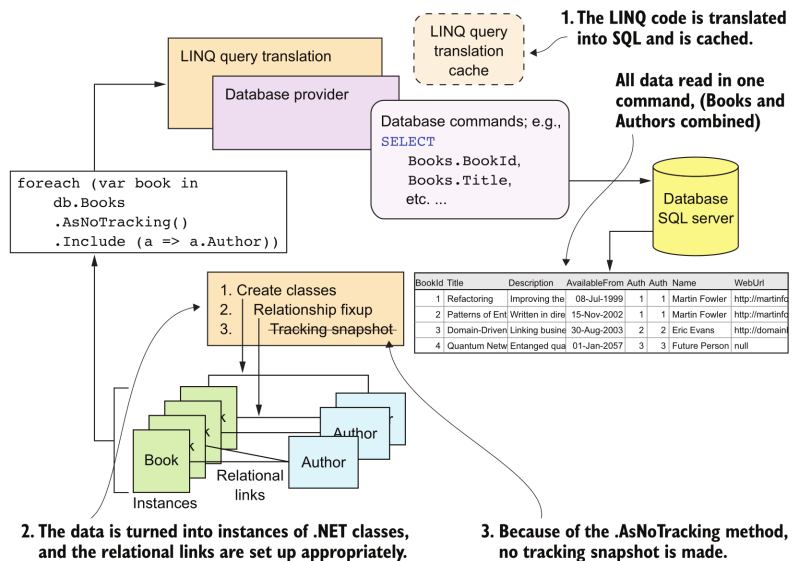 1. The LINQ code is translated
into SQL and is cached.
LINQ query
translation
cache
LINQ query translation
Database provider
All data read in one
command, (Books and
Authors combined)
Database commands; e.g.,
SELECT
Books.BookId,
Books.Title,
etc. ...
foreach (var book in
db.Books
.AsNoTracking()
.Include (a => a.Author))
Database
SQL server
BookId Title Description AvailableFrom Auth Auth Name WebUrl
1 Refactoring Improving the 08-Jul-1999 1 1 Martin Fowler http://martinfo
2 Patterns of Ent Written in dire 15-Nov-2002 1 1 Martin Fowler http://martinfo
3 Domain-Driven Linking busine 30-Aug-2003 2 2 Eric Evans http://domainl
4 Quantum Netw Entanged qua 01-Jan-2057 3 3 Future Person null
1. Create classes
2. Relationship fixup
3. Tracking snapshot
k
k
k
Book
r
Author
Author
Relational
links
Instances
2. The data is turned into instances of .NET classes,
and the relational links are set up appropriately.
3. Because of the .AsNoTracking method,
no tracking snapshot is made.